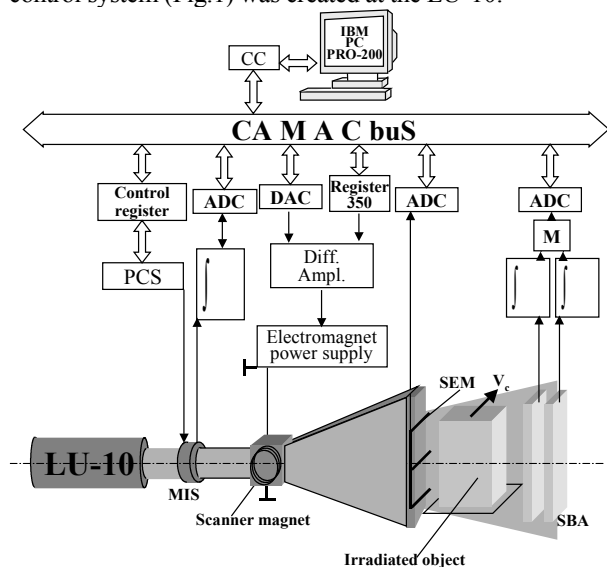 control system (Fig.1) was created at the LU-10.
IBM
PC
PRO-200
CC
CA M A C buS
Control
register
ADC
DAC
Register
350
ADC
ADC
M
PCS
∫
Diff.
Ampl.
∫
∫
Electromagnet
power supply
SEM
V_c
LU-10
MIS
Scanner magnet
SBA
Irradiated object